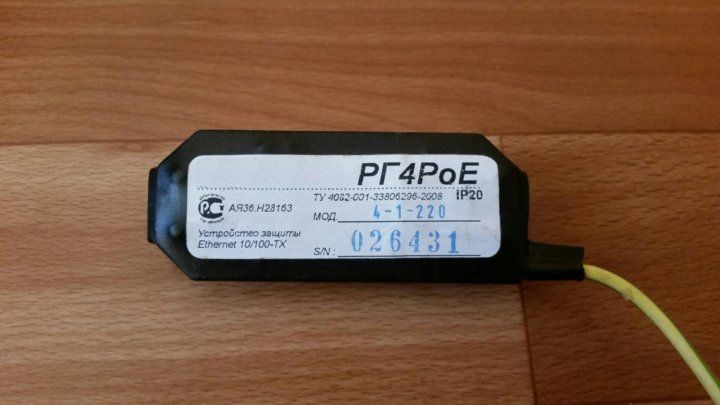 РГ4РоЕ
АЯ36.Н28163
ТУ 4082-001-33806296-2008 IP20
МОД. 4-1-220
Устройство защиты
Ethernet 10/100-TX
S/N : 026431